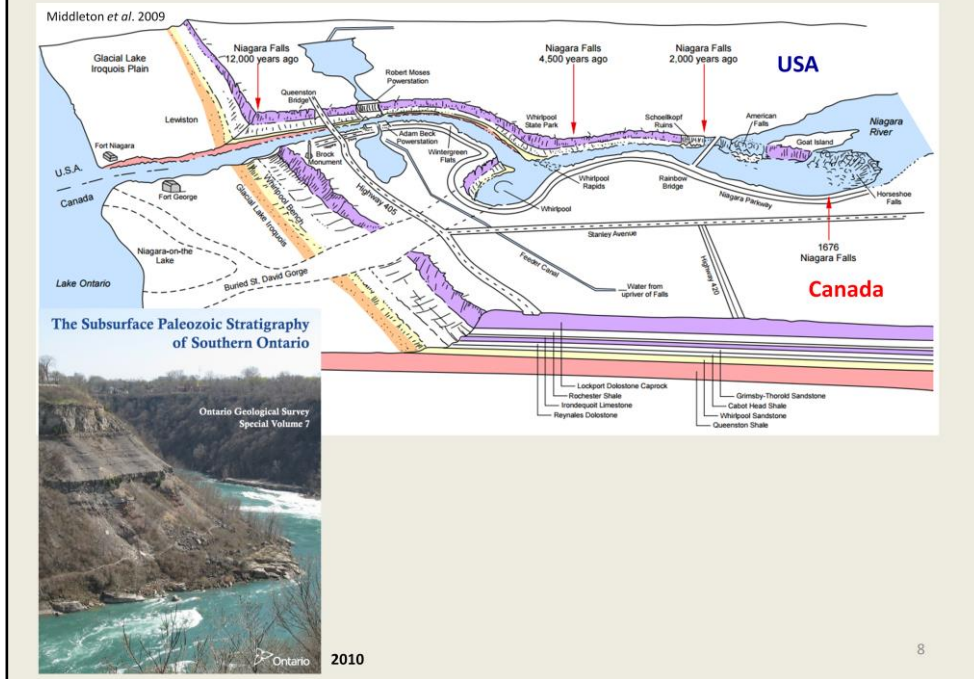 Middleton et al. 2009
Glacial Lake
Iroquois Plain
Niagara Falls
12,000 years ago
Niagara Falls
4,500 years ago
Niagara Falls
2,000 years ago
USA
Queenston
Bridge
Robert Moses
Powerstation
Lewiston
Whirlpool
State Park
Schoellkopf
Ruins
American
Falls
Niagara
River
Fort Niagara
Adam Beck
Powerstation
Goat Island
Brock
Monument
Wintergreen
Flats
U.S.A.
Canada
Fort George
Whirlpool Bench
Highway 405
Whirlpool
Whirlpool
Rapids
Rainbow
Bridge
Niagara Parkway
Horseshoe
Falls
Glacial Lake Iroquois
Stanley Avenue
1676
Niagara Falls
Niagara-on-the
Lake
Buried St. David Gorge
Feeder Canal
Highway 420
Lake Ontario
Water from
upriver of Falls
Canada
Lockport Dolostone Caprock
Rochester Shale
Irondequoit Limestone
Reynales Dolostone
Grimsby-Thorold Sandstone
Cabot Head Shale
Whirlpool Sandstone
Queenston Shale
The Subsurface Paleozoic Stratigraphy
of Southern Ontario
Ontario Geological Survey
Special Volume 7
Ontario
2010
8